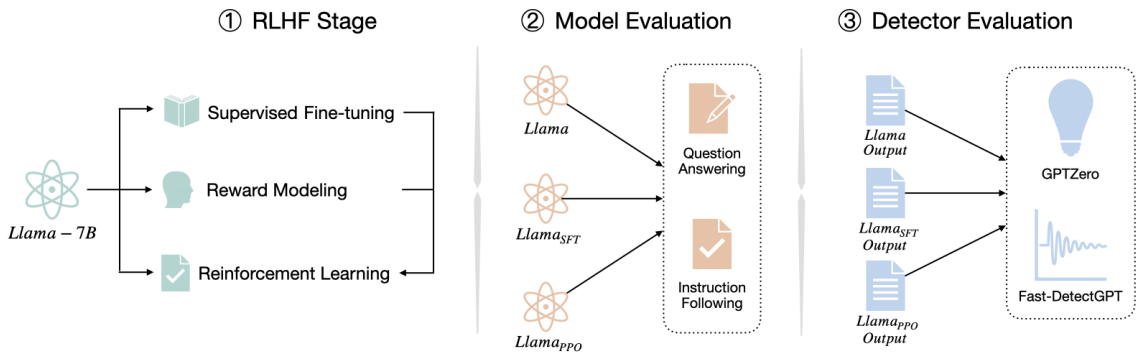 ① RLHF Stage
Supervised Fine-tuning
Reward Modeling
Llama − 7B
Reinforcement Learning
② Model Evaluation
Llama
Llama_SFT
Llama_PPO
Question
Answering
Instruction
Following
③ Detector Evaluation
Llama
Output
Llama_SFT
Output
Llama_PPO
Output
GPTZero
Fast-DetectGPT